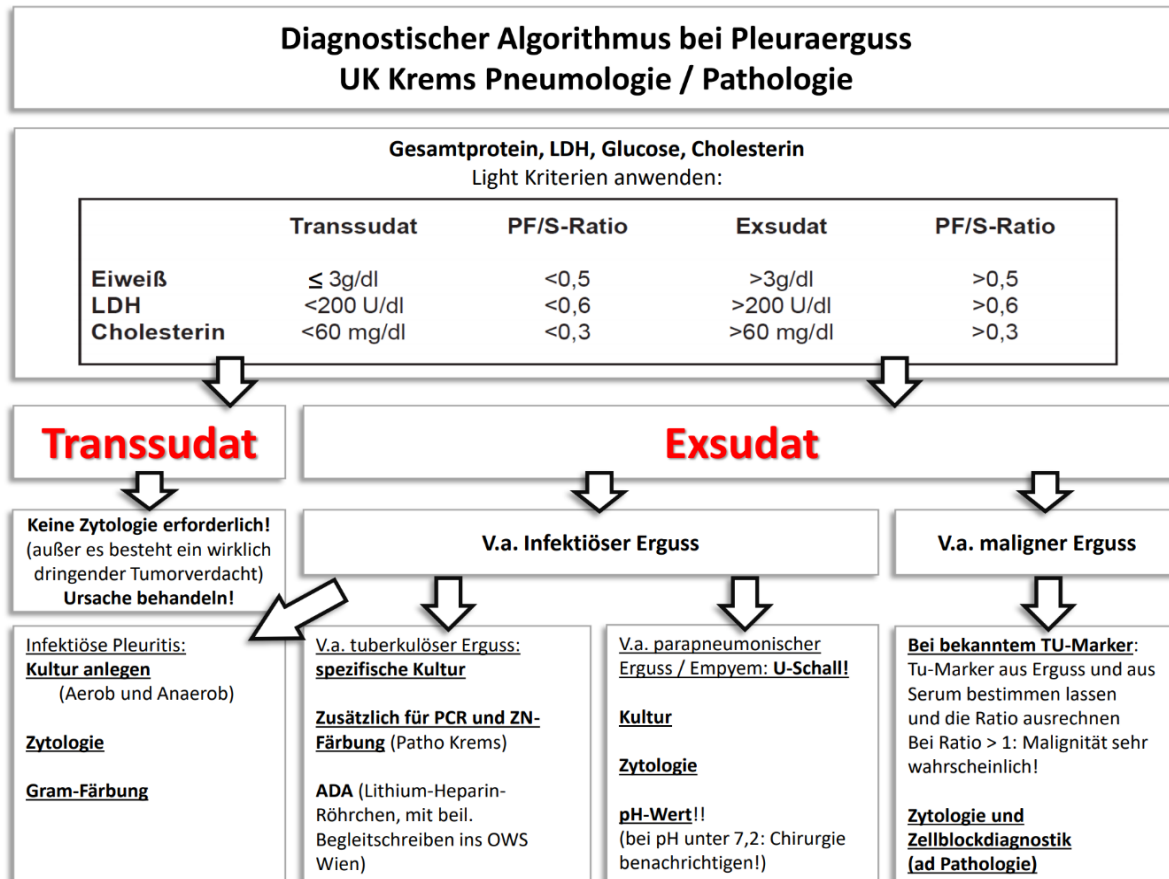 Diagnostischer Algorithmus bei Pleuraerguss
UK Krems Pneumologie / Pathologie
Gesamtprotein, LDH, Glucose, Cholesterin
Light Kriterien anwenden:
Transsudat PF/S-Ratio Exsudat PF/S-Ratio
Eiweiß ≤ 3g/dl <0,5 >3g/dl >0,5
LDH <200 U/dl <0,6 >200 U/dl >0,6
Cholesterin <60 mg/dl <0,3 >60 mg/dl >0,3
Transsudat
Exsudat
Keine Zytologie erforderlich!
(außer es besteht ein wirklich
dringender Tumorverdacht)
Ursache behandeln!
V.a. Infektiöser Erguss
V.a. maligner Erguss
Infektiöse Pleuritis:
Kultur anlegen
(Aerob und Anaerob)
Zytologie
Gram-Färbung
V.a. tuberkulöser Erguss:
spezifische Kultur
Zusätzlich für PCR und ZN-
Färbung (Patho Krems)
ADA (Lithium-Heparin-
Röhrchen, mit beil.
Begleitschreiben ins OWS
Wien)
V.a. parapneumonischer
Erguss / Empyem: U-Schall!
Kultur
Zytologie
pH-Wert!!
(bei pH unter 7,2: Chirurgie
benachrichtigen!)
Bei bekanntem TU-Marker:
Tu-Marker aus Erguss und aus
Serum bestimmen lassen
und die Ratio ausrechnen
Bei Ratio > 1: Malignität sehr
wahrscheinlich!
Zytologie und
Zellblockdiagnostik
(ad Pathologie)